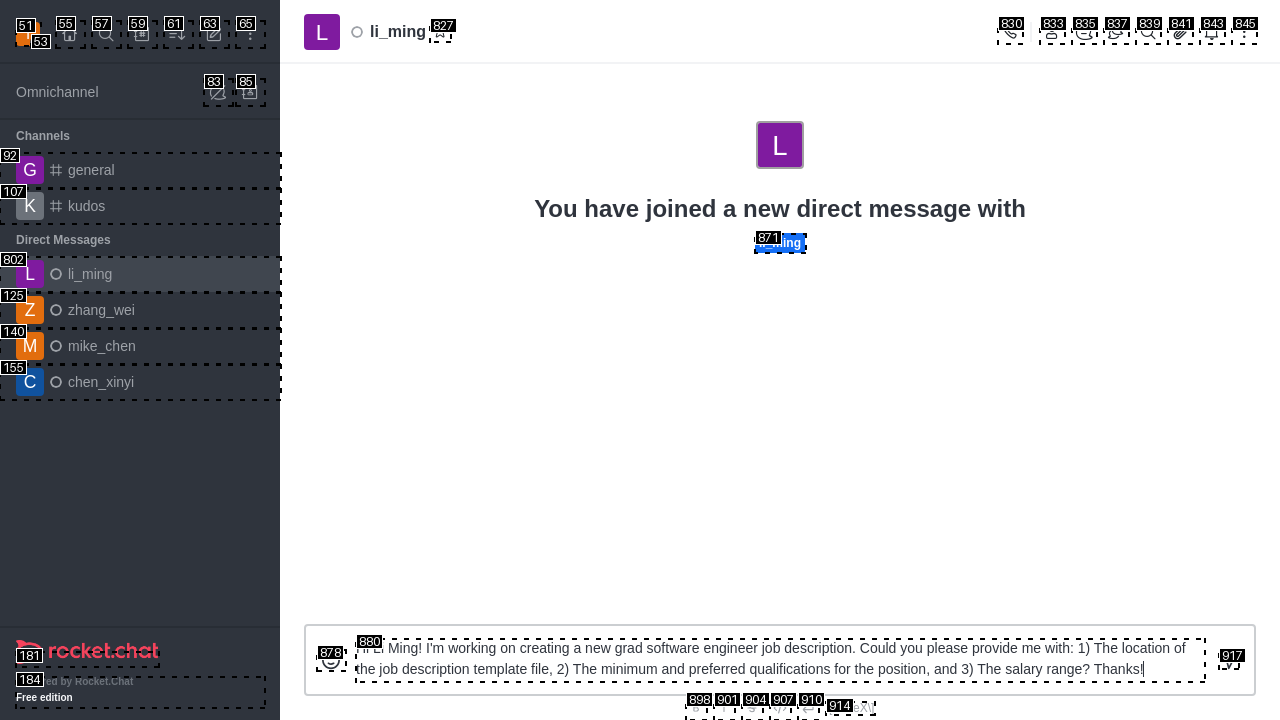 51
53
55
57
59
61
63
65
Omnichannel
83
85
Channels
92
G
general
107
K
kudos
Direct Messages
802
L
li_ming
125
Z
zhang_wei
140
M
mike_chen
155
C
chen_xinyi
181
rocket.chat
184
by Rocket.Chat
Free edition
L
li_ming
827
830
833
835
837
839
841
843
845
L
You have joined a new direct message with
871
878
880
Ming! I'm working on creating a new grad software engineer job description. Could you please provide me with: 1) The location of
the job description template file, 2) The minimum and preferred qualifications for the position, and 3) The salary range? Thanks!
917
898
901
904
907
910
914